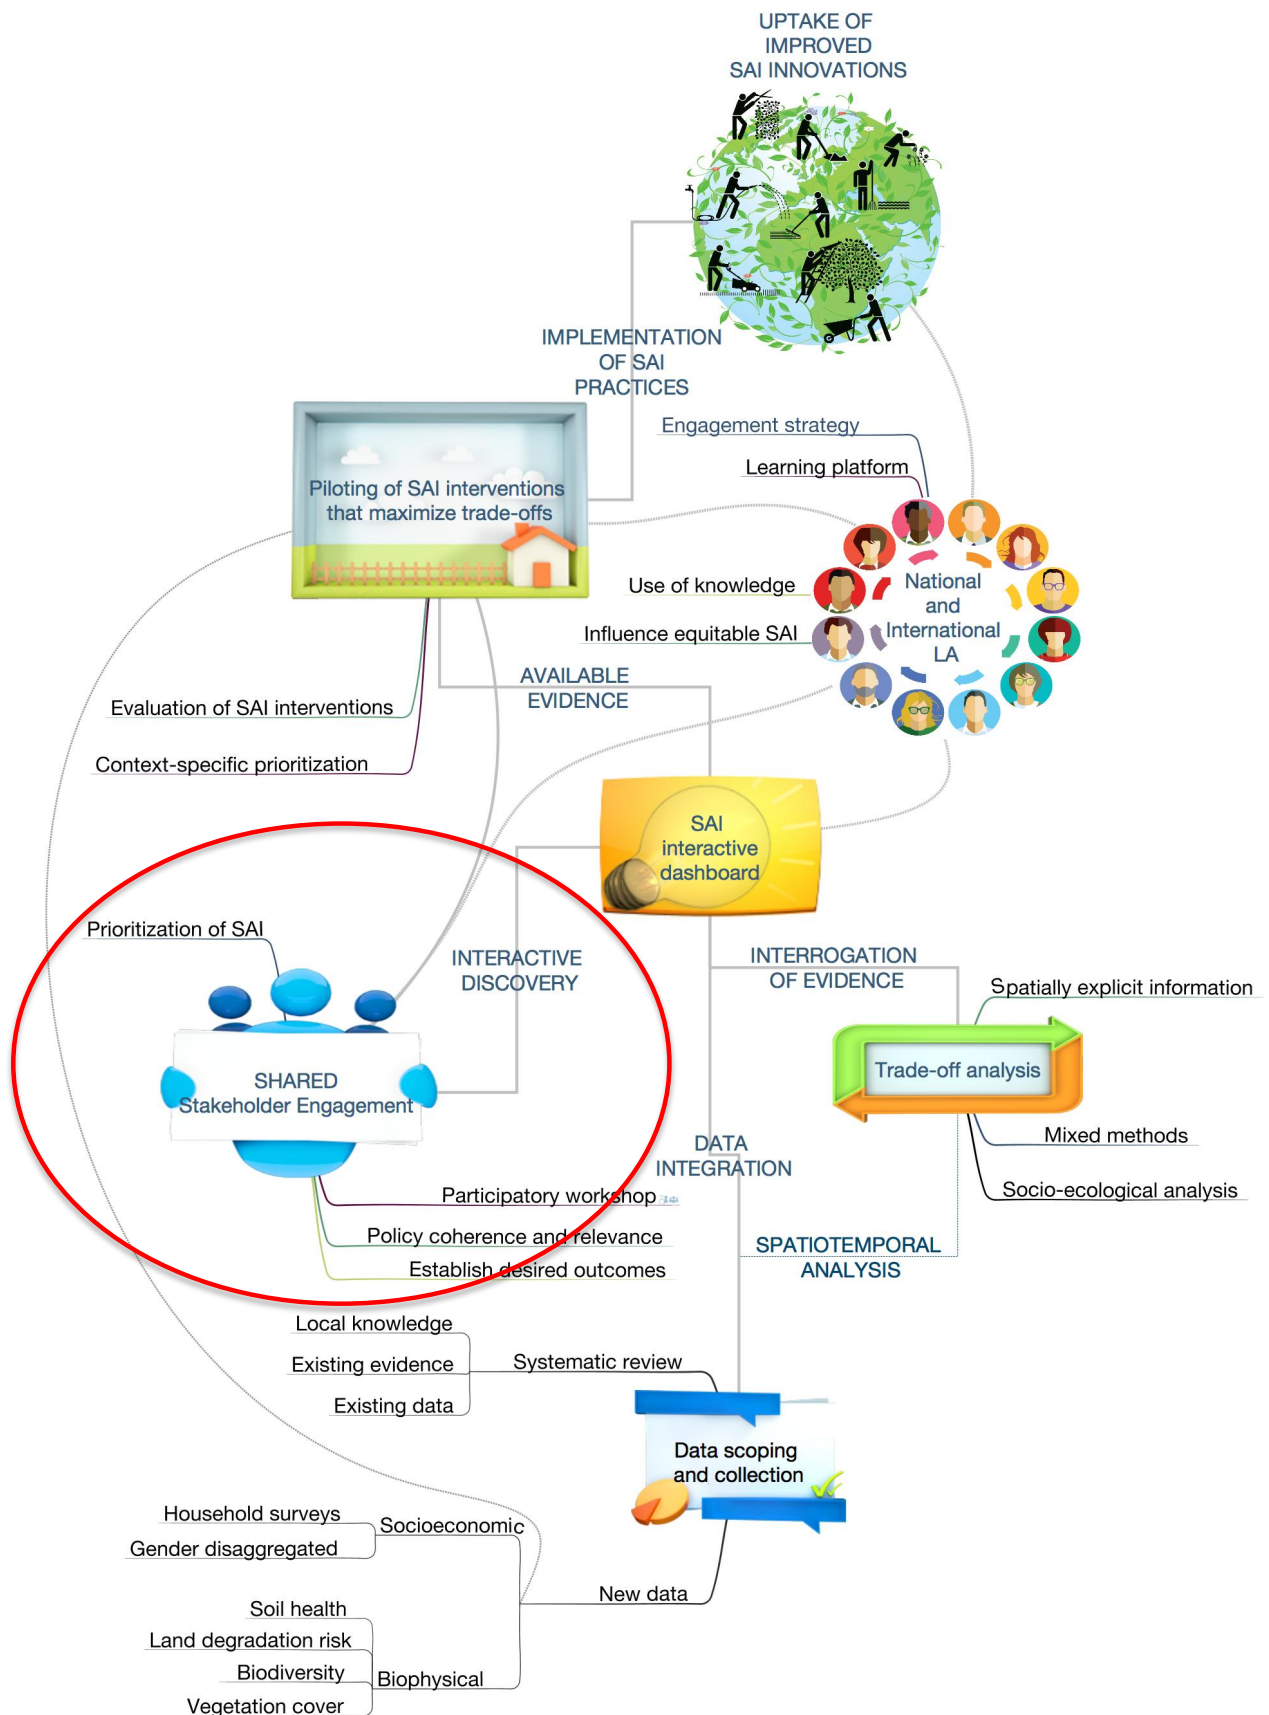 UPTAKE OF
IMPROVED
SAI INNOVATIONS
IMPLEMENTATION
OF SAI
PRACTICES
Engagement strategy
Learning platform
Piloting of SAI interventions
that maximize trade-offs
Use of knowledge
Influence equitable SAI
National
and
International
LA
AVAILABLE
EVIDENCE
Evaluation of SAI interventions
Context-specific prioritization
SAI
interactive
dashboard
Prioritization of SAI
INTERACTIVE
DISCOVERY
INTERROGATION
OF EVIDENCE
Spatially explicit information
Trade-off analysis
SHARED
Stakeholder Engagement
Mixed methods
Socio-ecological analysis
DATA
INTEGRATION
Participatory workshop
Policy coherence and relevance
Establish desired outcomes
SPATIOTEMPORAL
ANALYSIS
Local knowledge
Existing evidence
Existing data
Systematic review
Data scoping
and collection
Household surveys
Gender disaggregated
Socioeconomic
New data
Soil health
Land degradation risk
Biodiversity
Vegetation cover
Biophysical